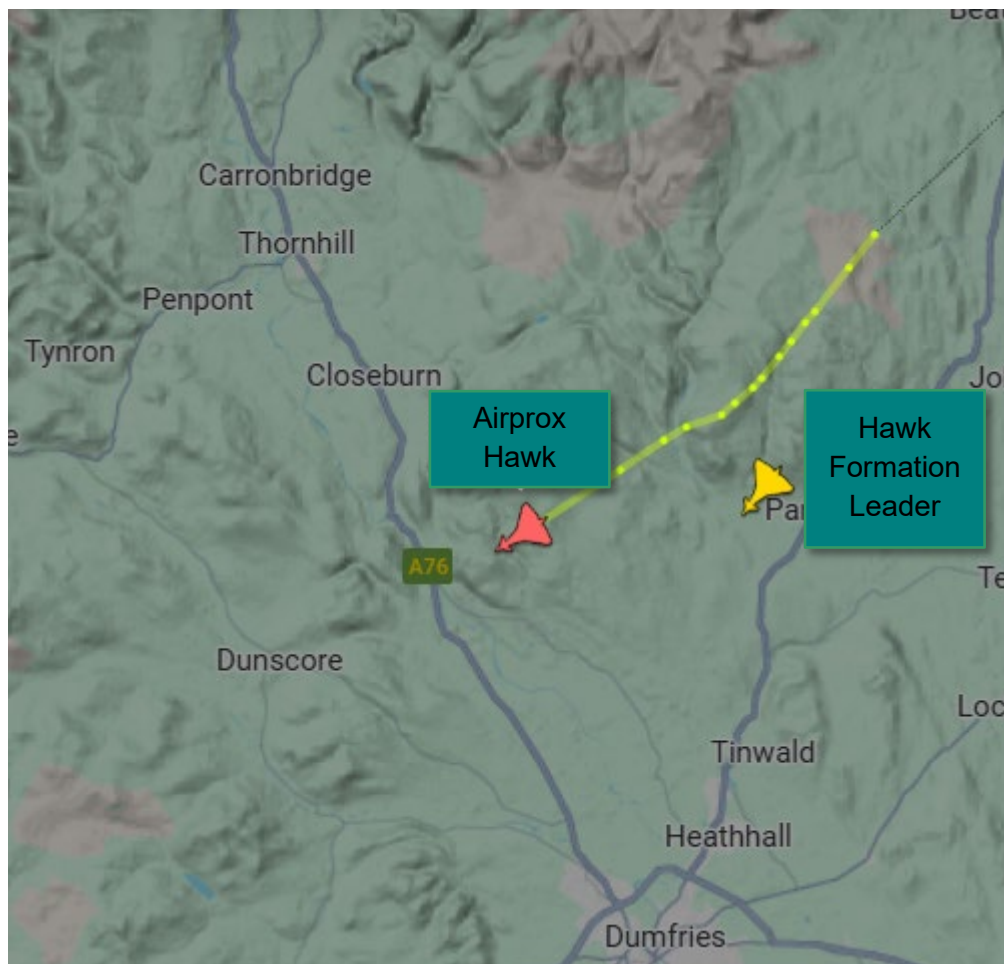 Carronbridge
Thornhill
Penpont
Tynron
Closeburn
Airprox
Hawk
Hawk
Formation
Leader
A76
Dunscore
Tinwald
Heathhall
Dumfries